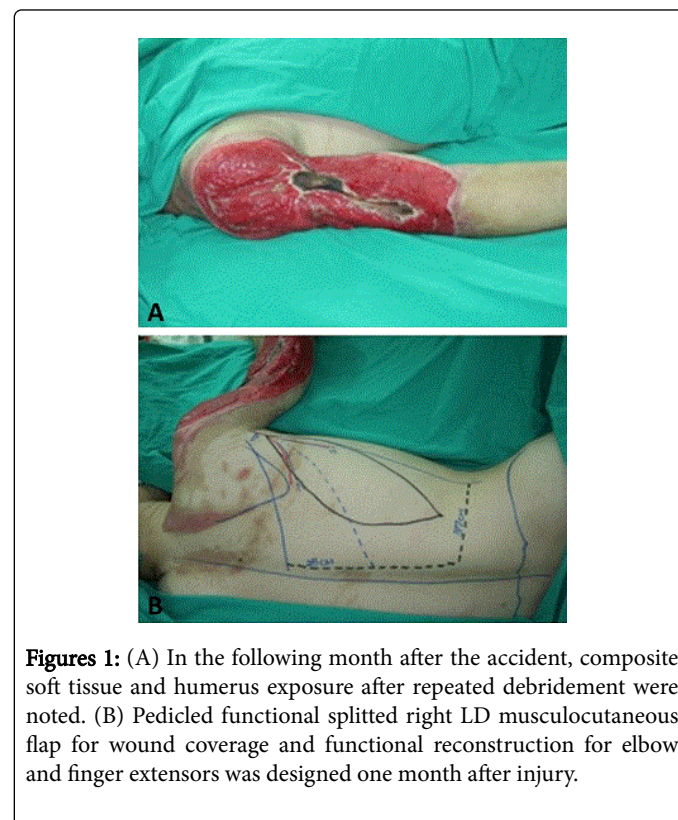 A
B
Figures 1: (A) In the following month after the accident, composite
soft tissue and humerus exposure after repeated debridement were
noted. (B) Pedicled functional splitted right LD musculocutaneous
flap for wound coverage and functional reconstruction for elbow
and finger extensors was designed one month after injury.